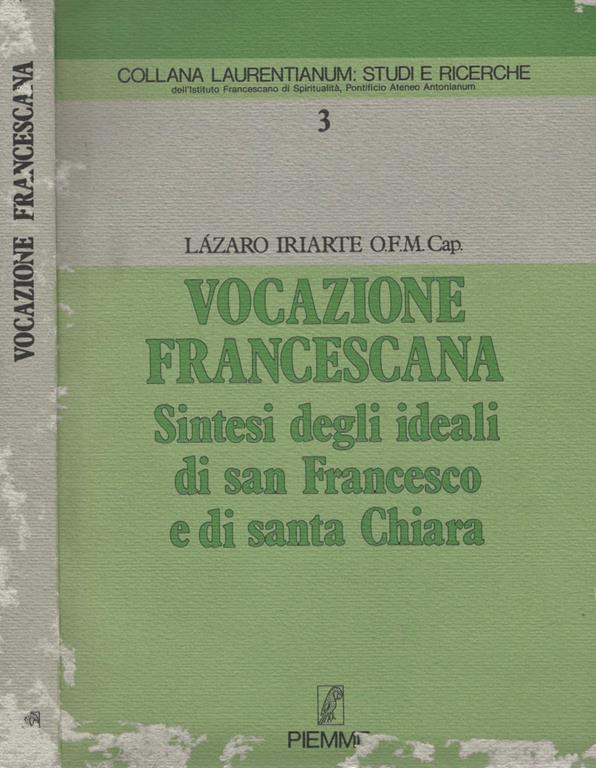 VOCAZIONE FRANCESCANA
COLLANA LAURENTIANUM: STUDI E RICERCHE
dell'Istituto Francescano di Spiritualità, Pontificio Ateneo Antonianum
3
LÁZARO IRIARTE O.F.M. Cap.
VOCAZIONE
FRANCESCANA
Sintesi degli ideali
di san Francesco
e di santa Chiara
PIEMME